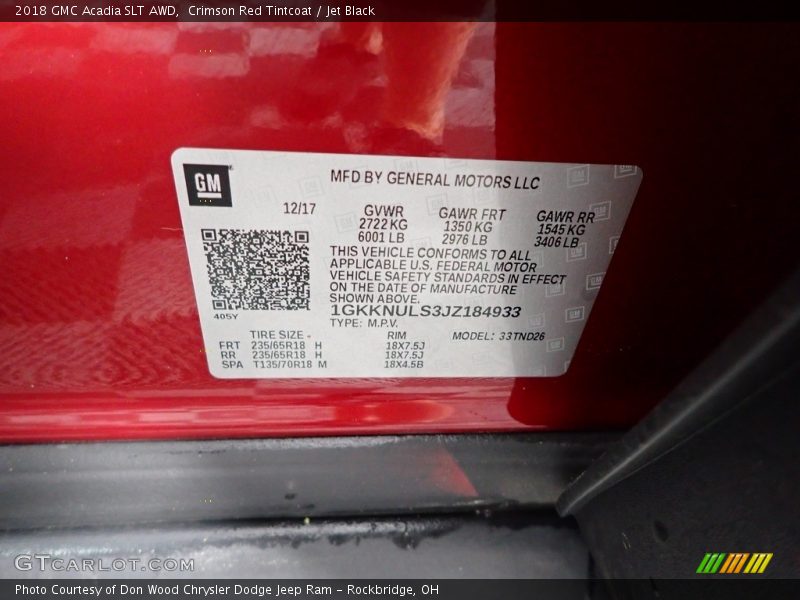 2018 GMC Acadia SLT AWD,  Crimson Red Tintcoat / Jet Black
GM
MFD BY GENERAL MOTORS LLC
12/17 GVWR GAWR FRT GAWR RR
2722 KG 1350 KG 1545 KG
6001 LB 2976 LB 3406 LB
THIS VEHICLE CONFORMS TO ALL
APPLICABLE U.S. FEDERAL MOTOR
VEHICLE SAFETY STANDARDS IN EFFECT
ON THE DATE OF MANUFACTURE
SHOWN ABOVE.
405Y
1GKKNULS3JZ184933
TYPE: M.P.V.
TIRE SIZE RIM MODEL: 33TND26
FRT 235/65R18 H 18X7.5J
RR 235/65R18 H 18X7.5J
SPA T135/70R18 M 18X4.5B
GTCARLOT.COM
Photo Courtesy of Don Wood Chrysler Dodge Jeep Ram – Rockbridge, OH